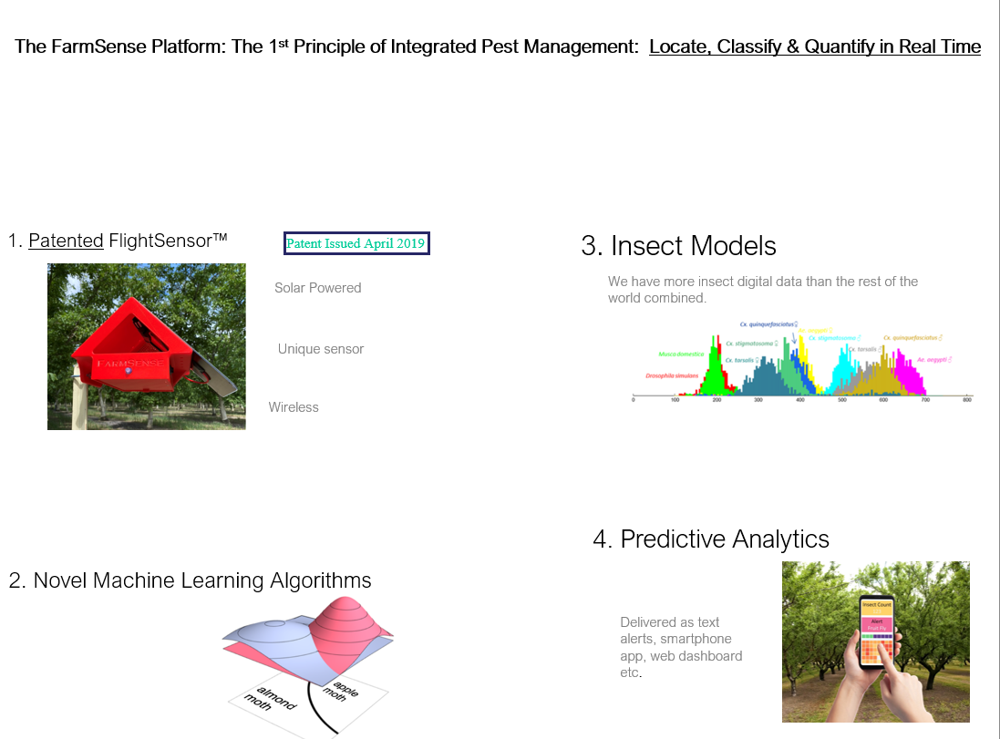 The FarmSense Platform: The 1st Principle of Integrated Pest Management: Locate, Classify & Quantify in Real Time
1. Patented FlightSensor™
Patent Issued April 2019
FARMSENSE
Solar Powered
Unique sensor
Wireless
2. Novel Machine Learning Algorithms
almond
moth
apple
moth
3. Insect Models
We have more insect digital data than the rest of the
world combined.
Cx. quinquefasciatus♀
Ae. aegypti ♀
Cx. stigmatosoma ♀
Cx. stigmatosoma ♂
Cx. quinquefasciatus ♂
Musca domestica
Cx. tarsalis ♀
Cx. tarsalis ♂
Ae. aegypti ♂
Drosophila simulans
0 100 200 300 400 500 600 700 800
4. Predictive Analytics
Delivered as text
alerts, smartphone
app, web dashboard
etc.
Insect Count
Alert
Fruit Fly